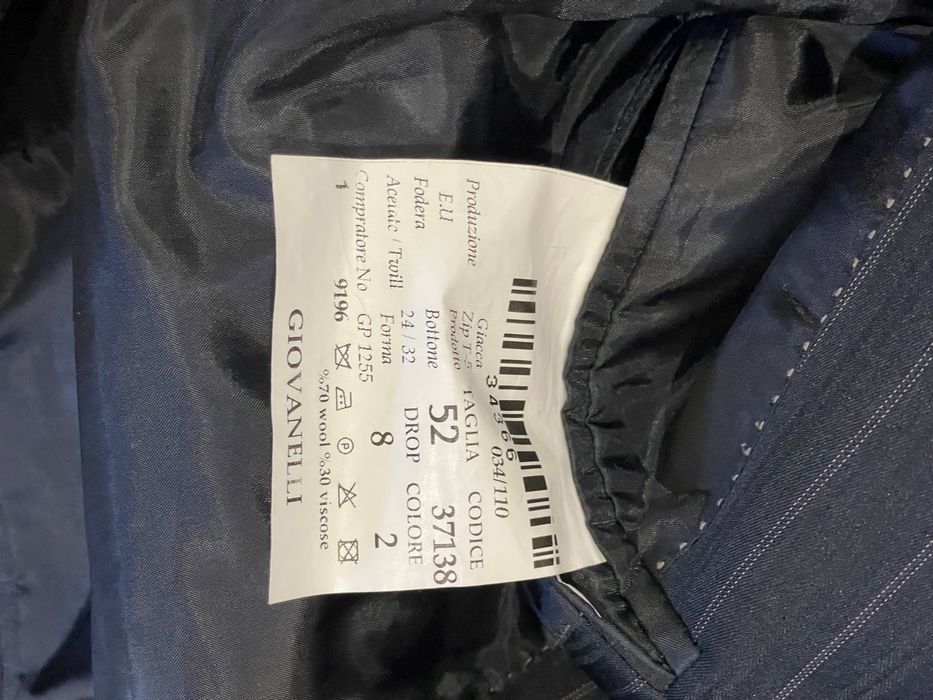 034/110
Giacca
Produzione Zip T-5 TAGLIA CODICE
Prodotto
E.U 52 37138
Fodera Bottone
24 / 32 DROP COLORE
Acetate / Twill Forma 8 2
Compratore No GP 1255
1 9196
%70 wool %30 viscose
GIOVANELLI